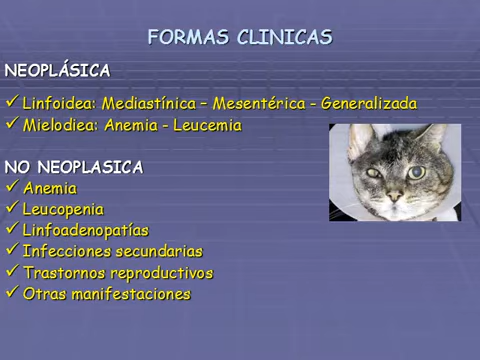 FORMAS CLINICAS
NEOPLÁSICA
✓ Linfoidea: Mediastínica – Mesentérica - Generalizada
✓ Mielodiea: Anemia - Leucemia
NO NEOPLASICA
✓ Anemia
✓ Leucopenia
✓ Linfoadenopatías
✓ Infecciones secundarias
✓ Trastornos reproductivos
✓ Otras manifestaciones